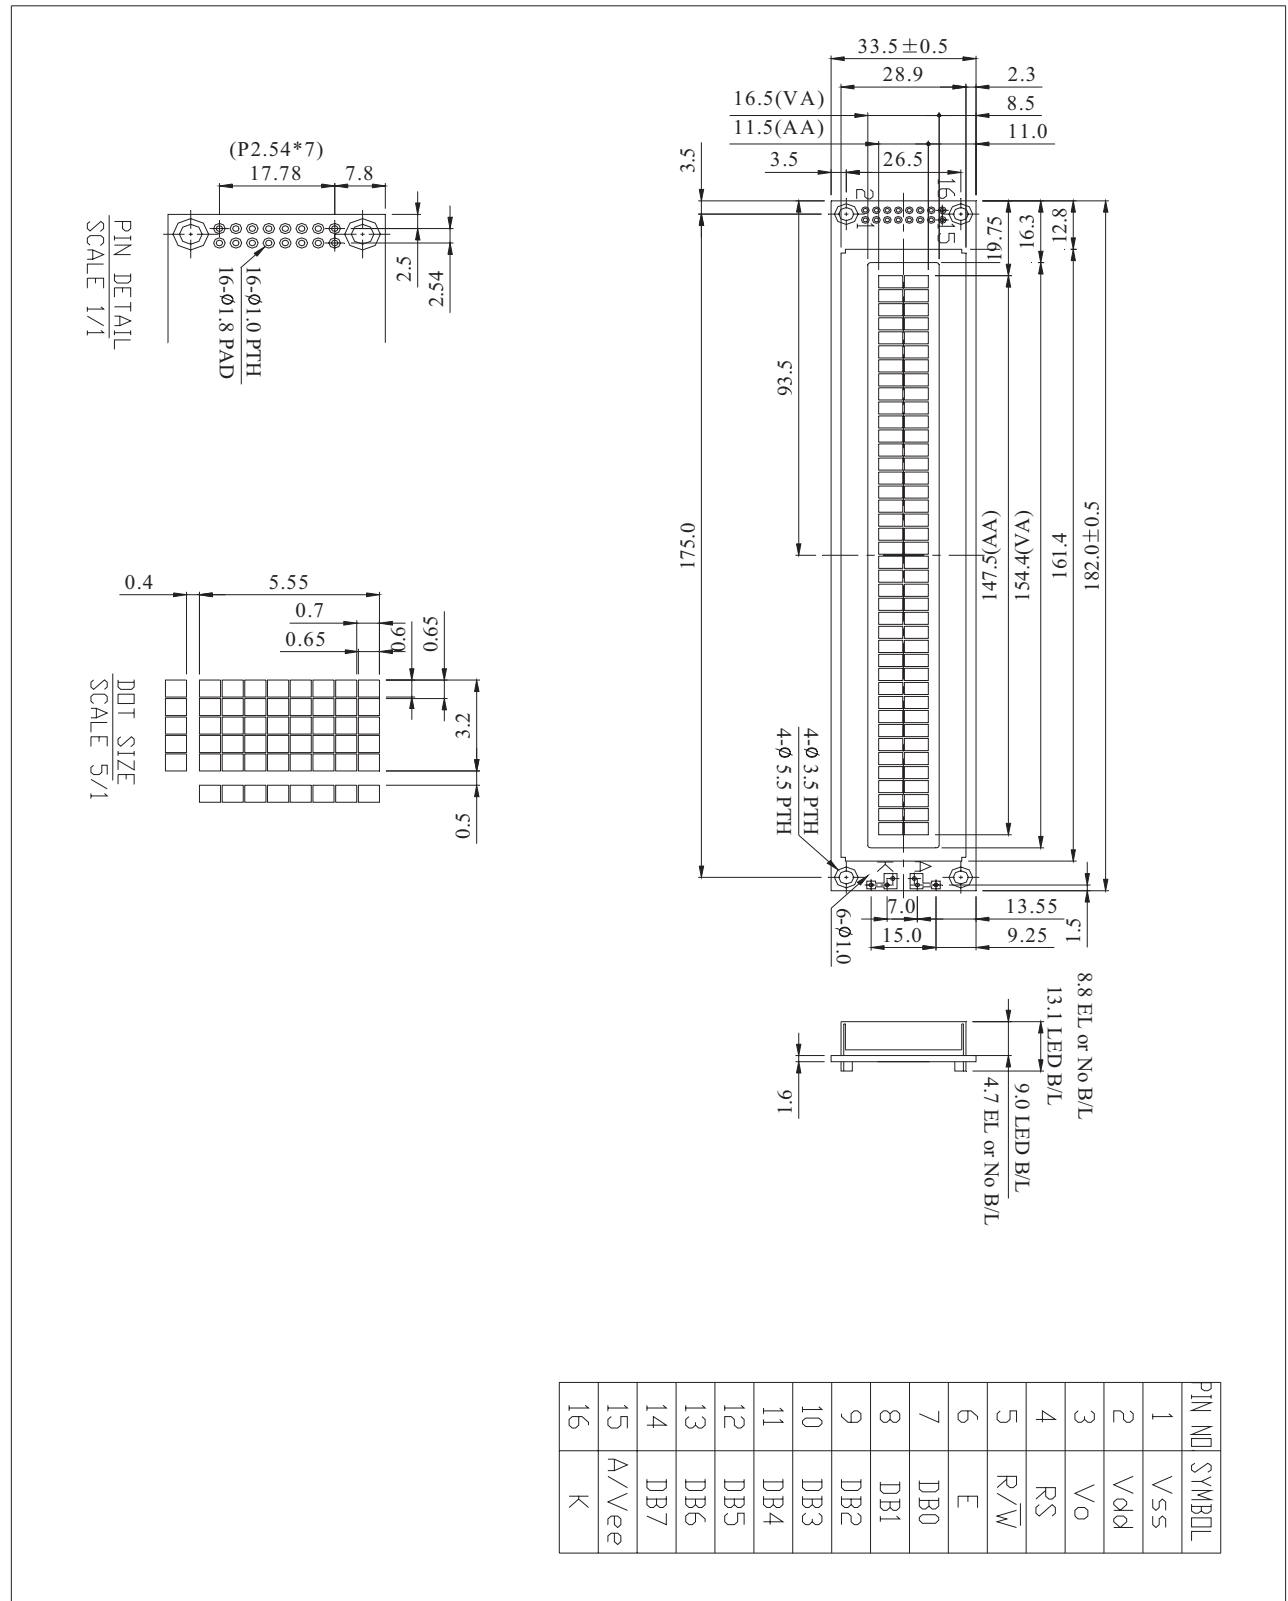 33.5±0.5
28.9
2.3
16.5(VA)
8.5
11.5(AA)
11.0
3.5
26.5
3.5
2
1
16
15
19.75
16.3
12.8
93.5
175.0
147.5(AA)
154.4(VA)
161.4
182.0±0.5
4-Ø 3.5 PTH
4-Ø 5.5 PTH
K
A
6-Ø1.0
7.0
13.55
15.0
9.25
1.5
(P2.54*7)
17.78
7.8
2.5
2.54
16-Ø1.0 PTH
16-Ø1.8 PAD
PIN DETAIL
SCALE 1/1
0.4
5.55
0.7
0.65
0.6
0.65
3.2
0.5
DOT SIZE
SCALE 5/1
8.8 EL or No B/L
13.1 LED B/L
9.0 LED B/L
4.7 EL or No B/L
1.6
PIN NO. SYMBOL
1 Vss
2 Vdd
3 Vo
4 RS
5 R/W̅
6 E
7 DB0
8 DB1
9 DB2
10 DB3
11 DB4
12 DB5
13 DB6
14 DB7
15 A/Vee
16 K